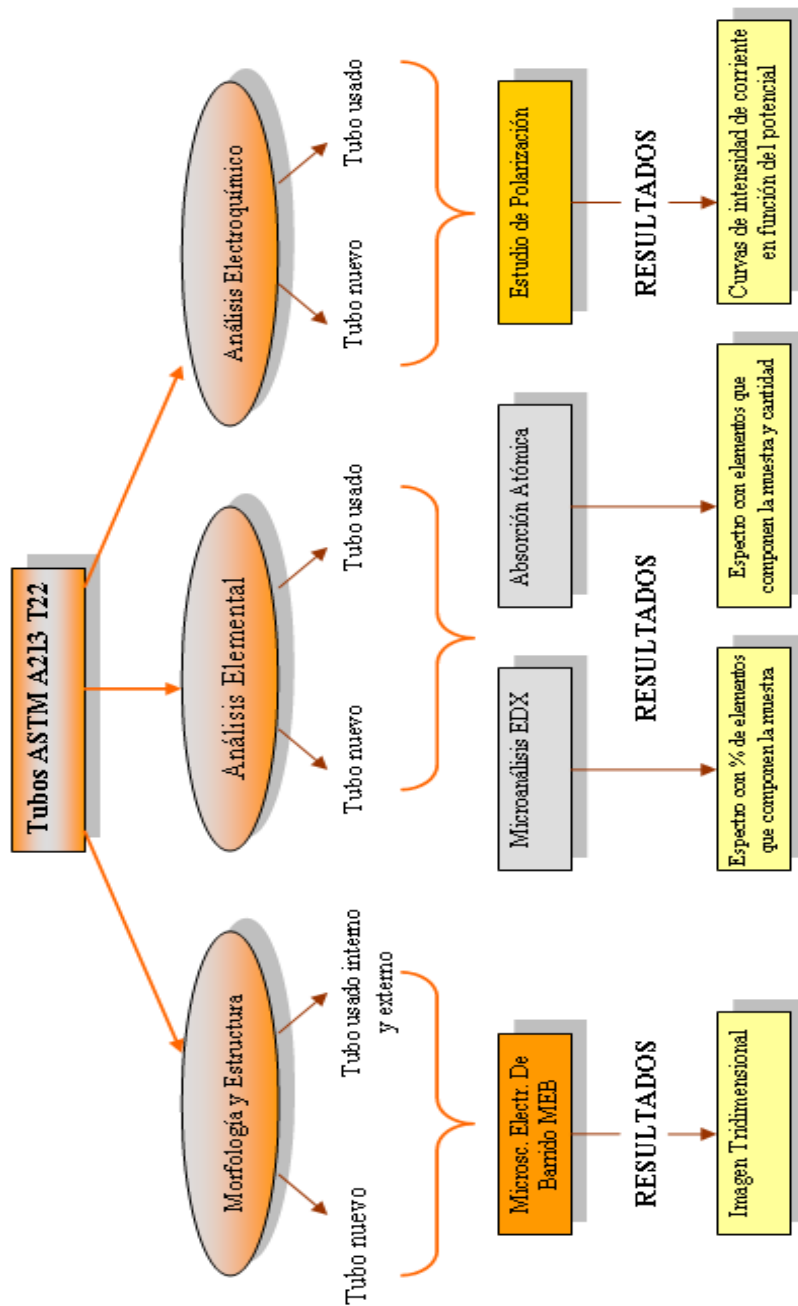 Tubos ASTM A213 T22
Morfología y Estructura
Análisis Elemental
Análisis Electroquímico
Tubo nuevo
Tubo usado interno
y externo
Tubo nuevo
Tubo usado
Tubo nuevo
Tubo usado
Microsc. Electr. De
Barrido MEB
Microanálisis EDX
Absorción Atómica
Estudio de Polarización
RESULTADOS
RESULTADOS
RESULTADOS
Imagen Tridimensional
Espectro con % de elementos
que componen la muestra
Espectro con elementos que
componen la muestra y cantidad
Curvas de intensidad de corriente
en función del potencial